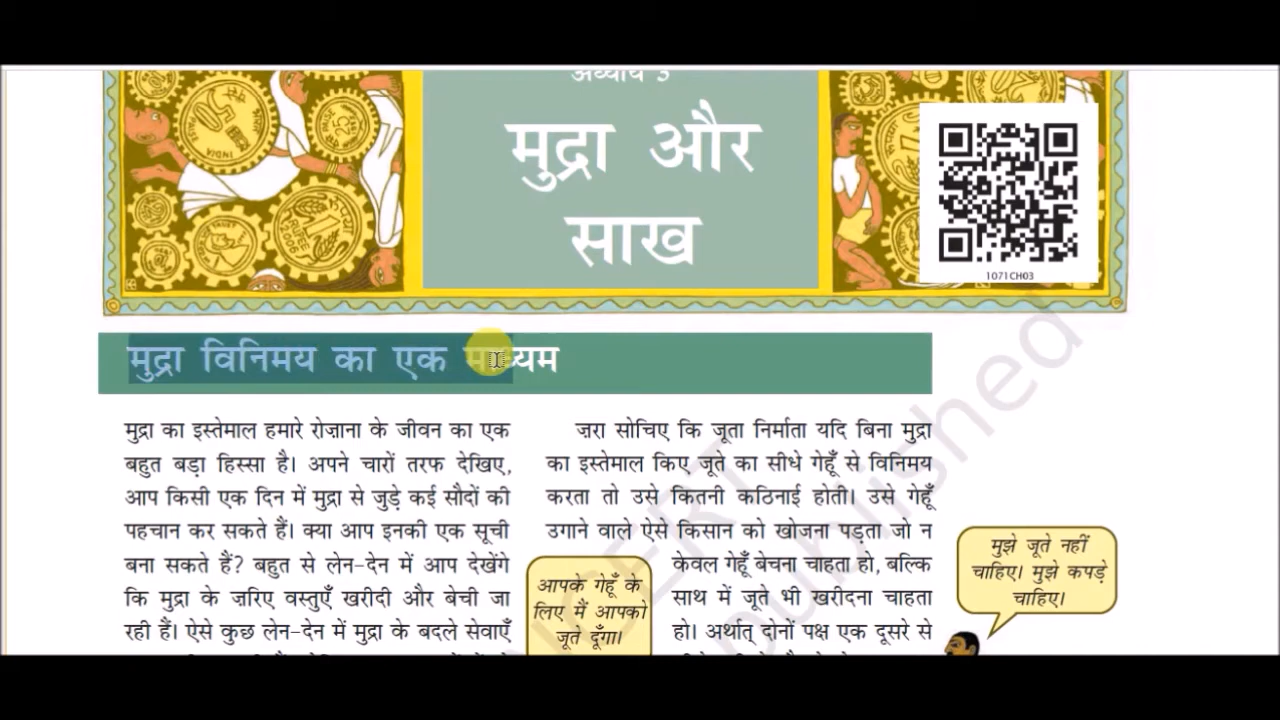 अध्याय 3
मुद्रा और
साख
1071CH03
मुद्रा विनिमय का एक माध्यम
मुद्रा का इस्तेमाल हमारे रोज़ाना के जीवन का एक
बहुत बड़ा हिस्सा है। अपने चारों तरफ देखिए,
आप किसी एक दिन में मुद्रा से जुड़े कई सौदों की
पहचान कर सकते हैं। क्या आप इनकी एक सूची
बना सकते हैं? बहुत से लेन-देन में आप देखेंगे
कि मुद्रा के ज़रिए वस्तुएँ खरीदी और बेची जा
रही हैं। ऐसे कुछ लेन-देन में मुद्रा के बदले सेवाएँ
ज़रा सोचिए कि जूता निर्माता यदि बिना मुद्रा
का इस्तेमाल किए जूते का सीधे गेहूँ से विनिमय
करता तो उसे कितनी कठिनाई होती। उसे गेहूँ
उगाने वाले ऐसे किसान को खोजना पड़ता जो न
केवल गेहूँ बेचना चाहता हो, बल्कि
साथ में जूते भी खरीदना चाहता
हो। अर्थात् दोनों पक्ष एक दूसरे से
आपके गेहूँ के
लिए मैं आपको
जूते दूँगा।
मुझे जूते नहीं
चाहिए। मुझे कपड़े
चाहिए।
NCERT
published